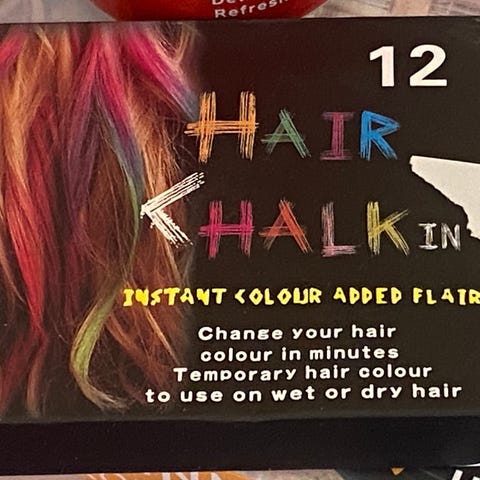 Refresh
12
HAIR
CHALKIN
INSTANT COLOUR ADDED FLAIR
Change your hair
colour in minutes
Temporary hair colour
to use on wet or dry hair